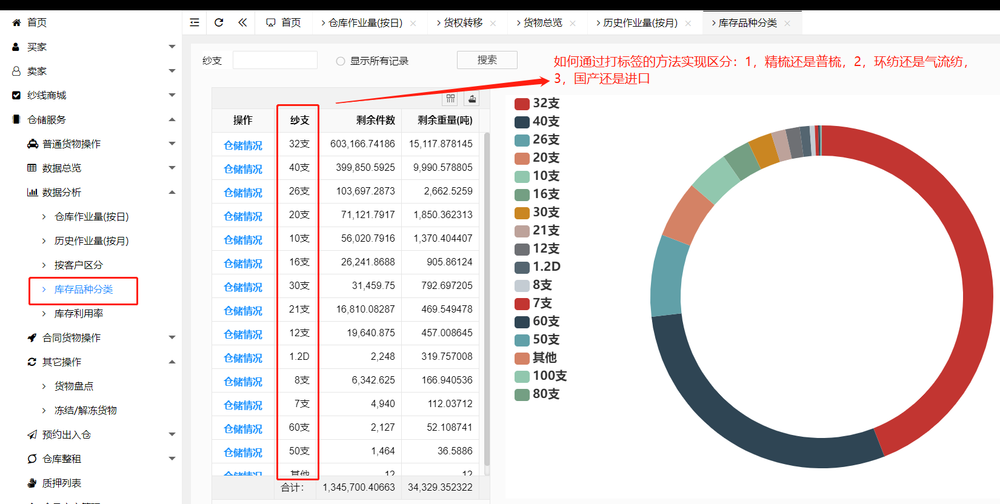 首页
买家
卖家
纱线商城
仓储服务
普通货物操作
数据总览
数据分析
仓库作业量(按日)
历史作业量(按月)
按客户区分
库存品种分类
库存利用率
合同货物操作
其它操作
货物盘点
冻结/解冻货物
预约出入仓
仓库整租
质押列表
首页
仓库作业量(按日)
货权转移
货物总览
历史作业量(按月)
库存品种分类
纱支
显示所有记录
搜索
如何通过打标签的方法实现区分：1，精梳还是普梳，2，环纺还是气流纺，
3，国产还是进口
操作 纱支 剩余件数 剩余重量(吨)
仓储情况 32支 603,166.74186 15,117.878145
仓储情况 40支 399,850.5925 9,990.578805
仓储情况 26支 103,697.2873 2,662.5259
仓储情况 20支 71,121.7917 1,850.362313
仓储情况 10支 56,020.7916 1,370.404407
仓储情况 16支 26,241.8688 905.86124
仓储情况 30支 31,459.75 792.697205
仓储情况 21支 16,810.08287 469.549478
仓储情况 12支 19,640.875 457.008645
仓储情况 1.2D 2,248 319.757008
仓储情况 8支 6,342.625 166.940536
仓储情况 7支 4,940 112.03712
仓储情况 60支 2,127 52.108741
仓储情况 50支 1,464 36.5886
仓储情况 其他 12 12
合计： 1,345,700.40663 34,329.352322
32支
40支
26支
20支
10支
16支
30支
21支
12支
1.2D
8支
7支
60支
50支
其他
100支
80支